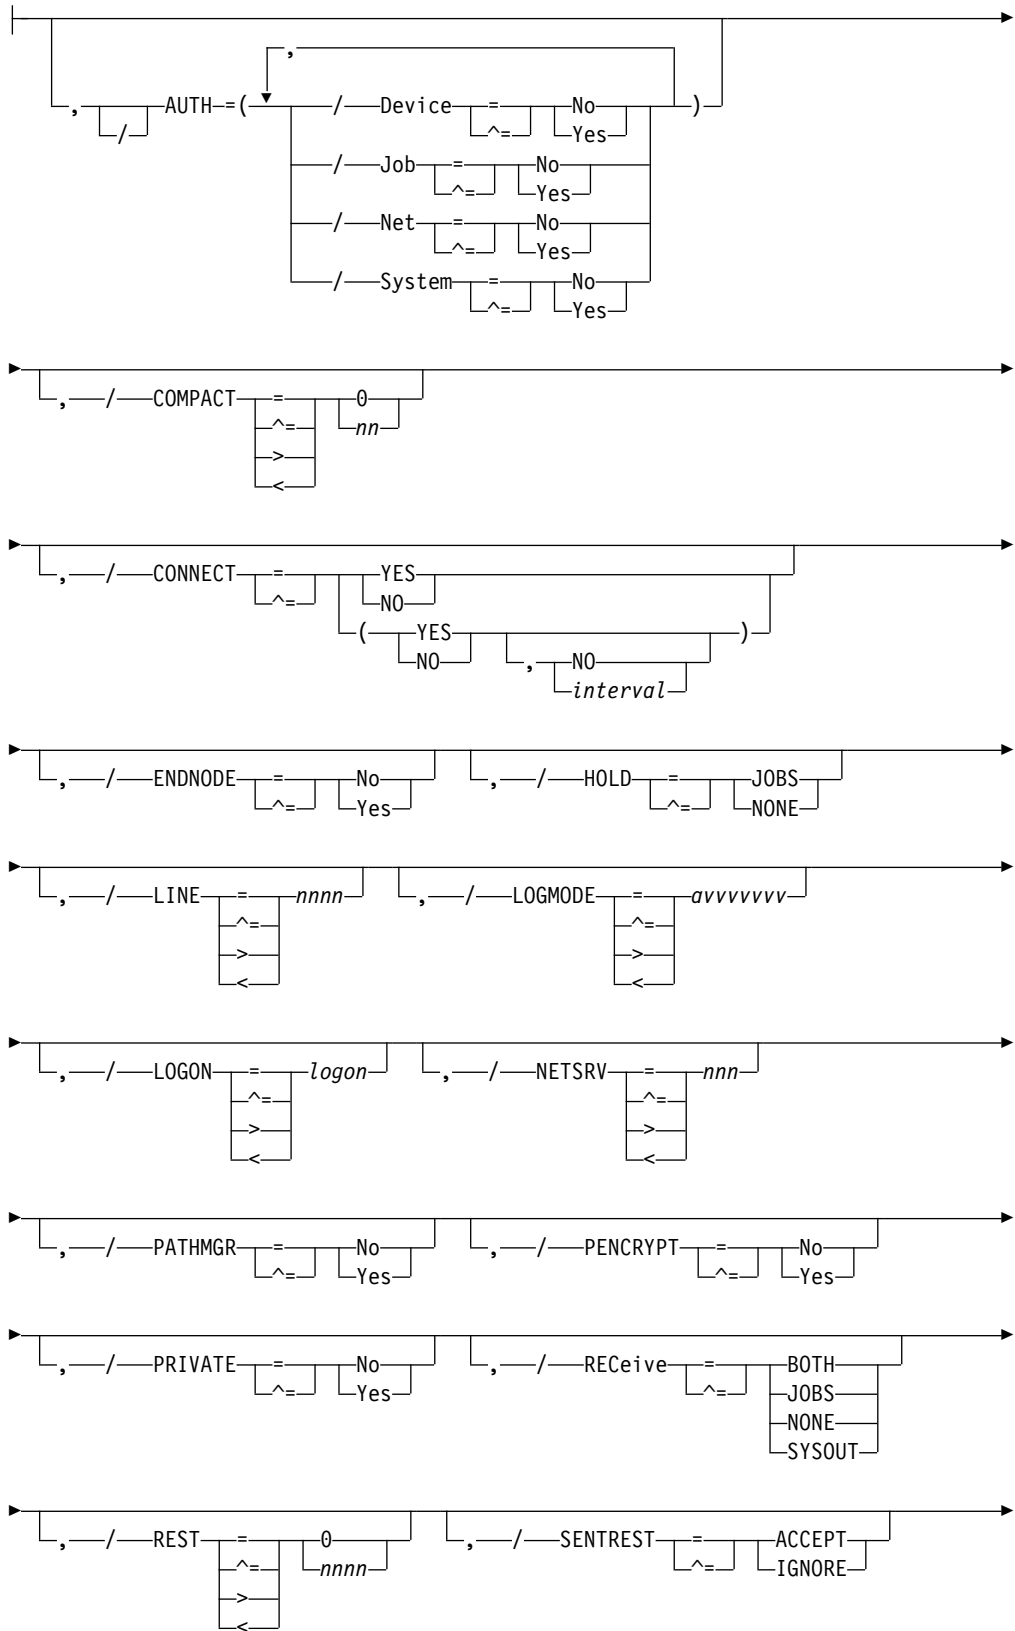 ,
, / AUTH =( / Device = No )
^= Yes
/ Job = No
^= Yes
/ Net = No
^= Yes
/ System = No
^= Yes
, / COMPACT = 0
^= nn
>
<
, / CONNECT = YES
^= NO
( YES )
NO , NO
interval
, / ENDNODE = No , / HOLD = JOBS
^= Yes ^= NONE
, / LINE = nnnn , / LOGMODE = avvvvvvv
^= ^=
> >
< <
, / LOGON = logon , / NETSRV = nnn
^= ^=
> >
< <
, / PATHMGR = No , / PENCRYPT = No
^= Yes ^= Yes
, / PRIVATE = No , / RECeive = BOTH
^= Yes ^= JOBS
NONE
SYSOUT
, / REST = 0 , / SENTREST = ACCEPT
^= nnnn ^= IGNORE
>
<